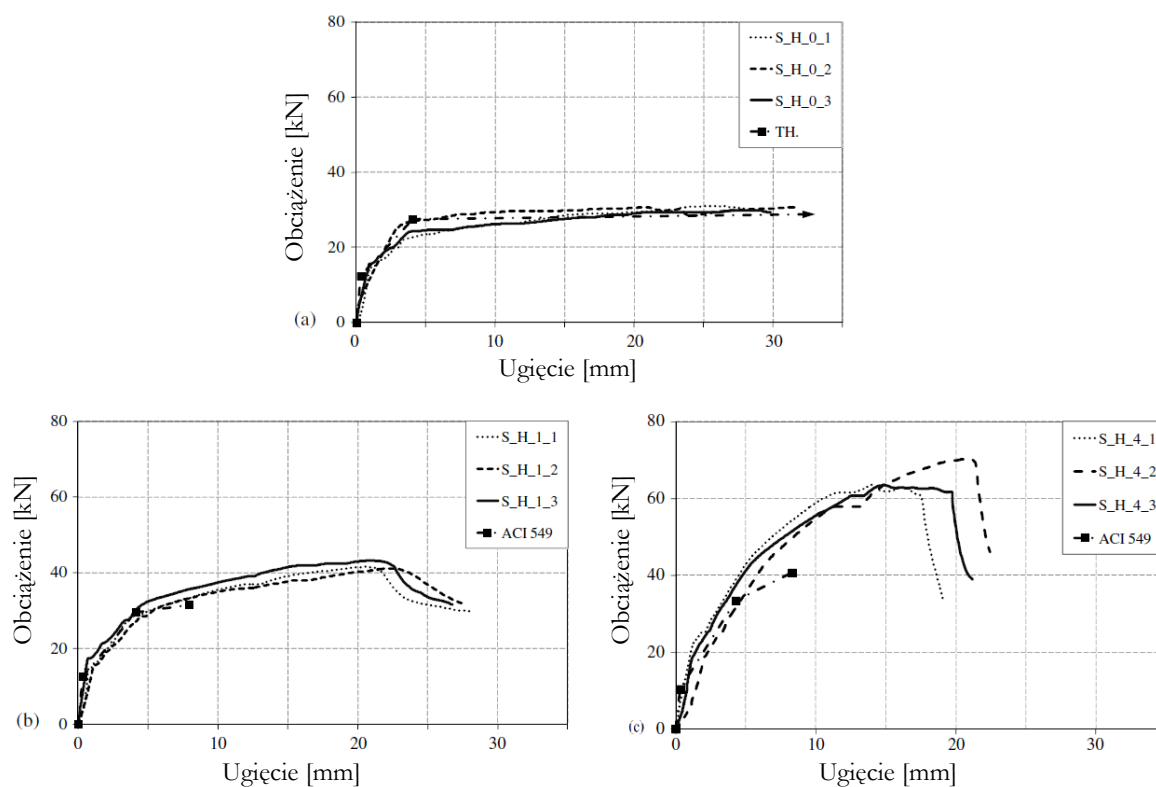 80
60
40
20
0
Obciążenie [kN]
S_H_0_1
S_H_0_2
S_H_0_3
TH.
(a)
0
10
20
30
Ugięcie [mm]
80
60
40
20
0
Obciążenie [kN]
S_H_1_1
S_H_1_2
S_H_1_3
ACI 549
(b)
0
10
20
30
Ugięcie [mm]
80
60
40
20
0
Obciążenie [kN]
S_H_4_1
S_H_4_2
S_H_4_3
ACI 549
(c)
0
10
20
30
Ugięcie [mm]